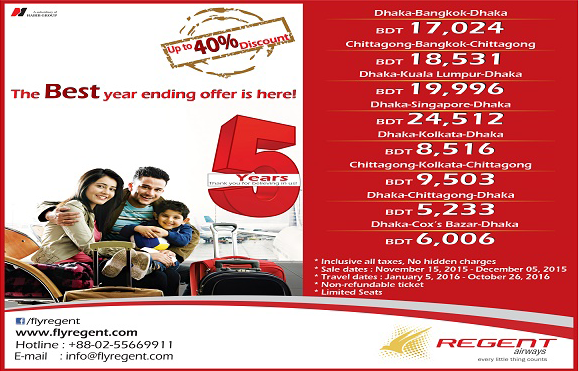 A subsidiary of
HABIB GROUP
Up to 40% Discount
The Best year ending offer is here!
5
Years
Thank you for believing in us!
Dhaka-Bangkok-Dhaka
BDT 17,024
Chittagong-Bangkok-Chittagong
BDT 18,531
Dhaka-Kuala Lumpur-Dhaka
BDT 19,996
Dhaka-Singapore-Dhaka
BDT 24,512
Dhaka-Kolkata-Dhaka
BDT 8,516
Chittagong-Kolkata-Chittagong
BDT 9,503
Dhaka-Chittagong-Dhaka
BDT 5,233
Dhaka-Cox's Bazar-Dhaka
BDT 6,006
* Inclusive all taxes, No hidden charges
* Sale dates : November 15, 2015 - December 05, 2015
* Travel dates : January 5, 2016 - October 26, 2016
* Non-refundable ticket
* Limited Seats
f/flyregent
www.flyregent.com
Hotline : +88-02-55669911
E-mail : info@flyregent.com
REGENT
airways
every little thing counts